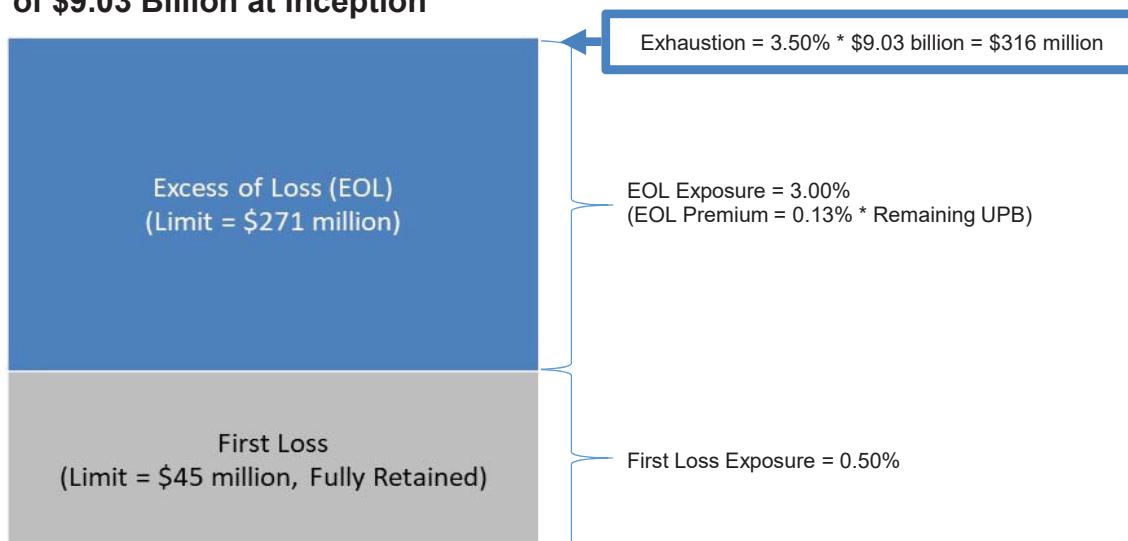 of $9.03 Billion at Inception
Exhaustion = 3.50% * $9.03 billion = $316 million
Excess of Loss (EOL)
(Limit = $271 million)
EOL Exposure = 3.00%
(EOL Premium = 0.13% * Remaining UPB)
First Loss
(Limit = $45 million, Fully Retained)
First Loss Exposure = 0.50%